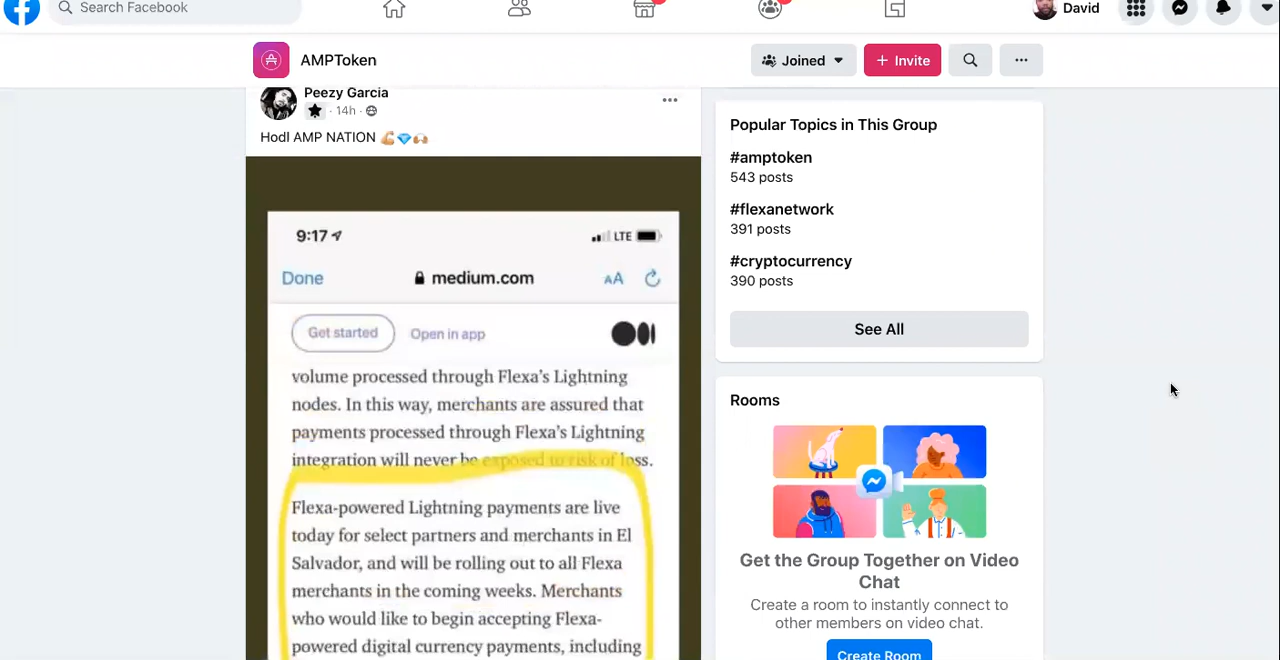 Search Facebook
David
AMPToken
Joined
+ Invite
Peezy Garcia
14h
Hodl AMP NATION 💪🏼💎🙌🏼
9:17
LTE
Done
medium.com
AA
Get started
Open in app
volume processed through Flexa's Lightning
nodes. In this way, merchants are assured that
payments processed through Flexa's Lightning
integration will never be exposed to risk of loss.
Flexa-powered Lightning payments are live
today for select partners and merchants in El
Salvador, and will be rolling out to all Flexa
merchants in the coming weeks. Merchants
who would like to begin accepting Flexa-
powered digital currency payments, including
Popular Topics in This Group
#amptoken
543 posts
#flexanetwork
391 posts
#cryptocurrency
390 posts
See All
Rooms
Get the Group Together on Video
Chat
Create a room to instantly connect to
other members on video chat.
Create Room